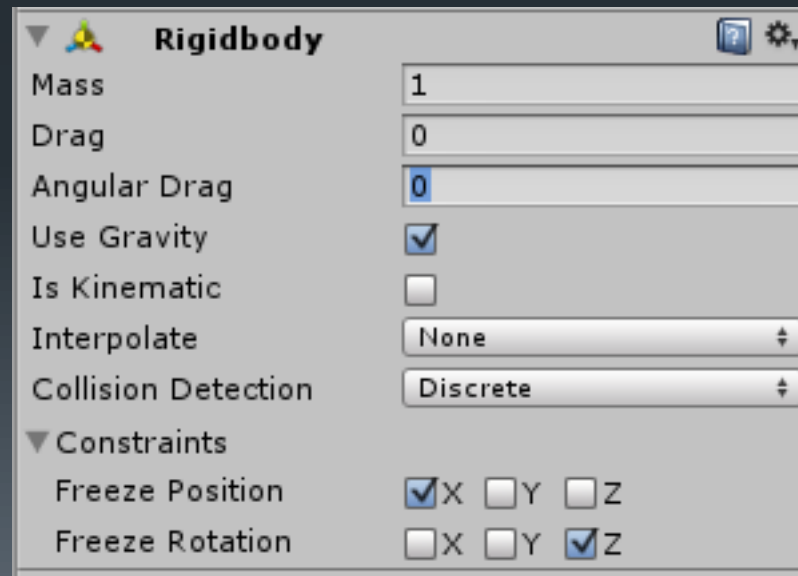 Rigidbody ?
Mass 1
Drag 0
Angular Drag 0
Use Gravity
Is Kinematic
Interpolate None
Collision Detection Discrete
Constraints
Freeze Position X Y Z
Freeze Rotation X Y Z